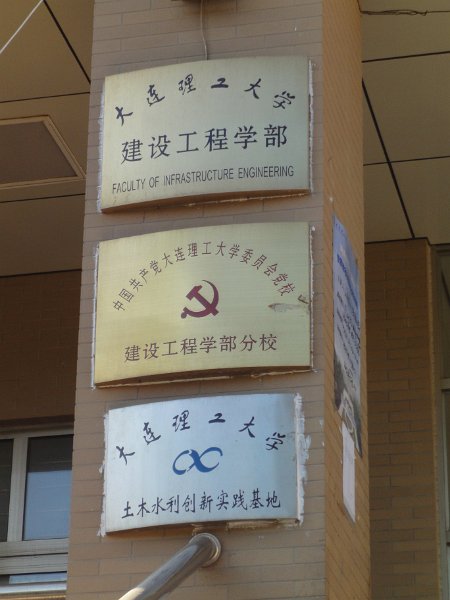 大连理工大学
建设工程学部
FACULTY OF INFRASTRUCTURE ENGINEERING
中国共产党大连理工大学委员会党校
建设工程学部分校
大连理工大学
土木水利创新实践基地